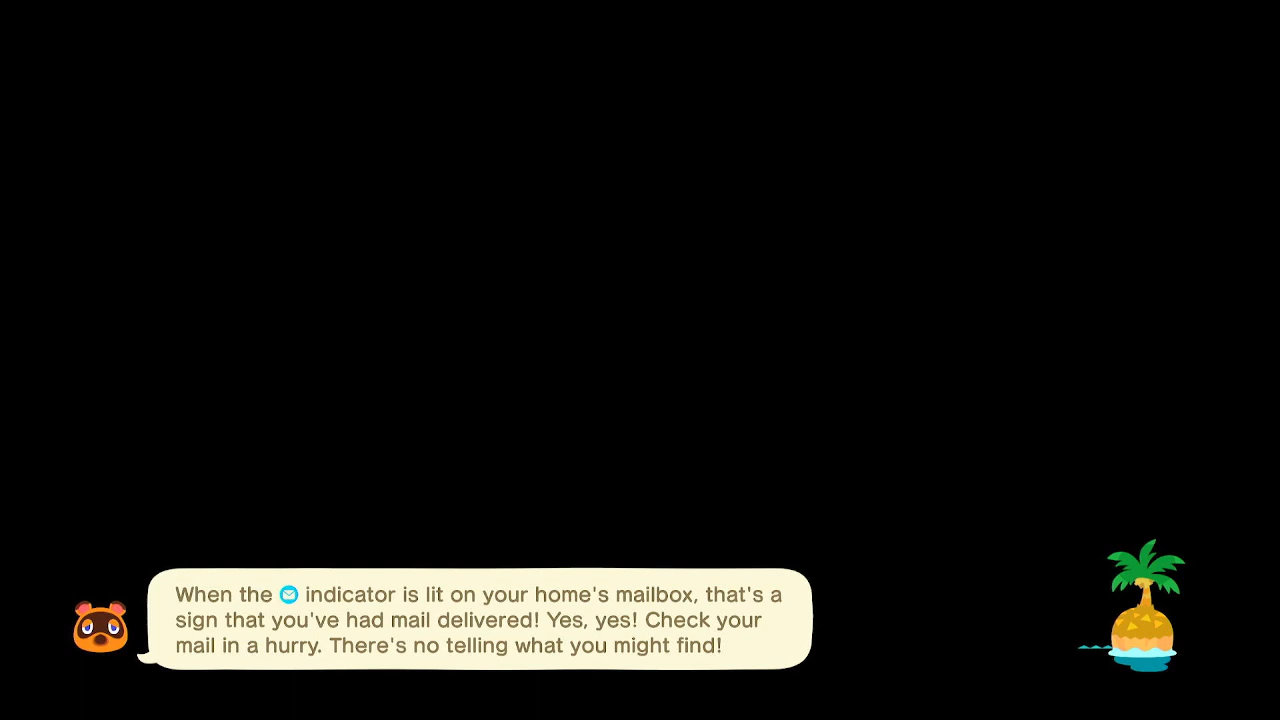 When the indicator is lit on your home's mailbox, that's a
sign that you've had mail delivered! Yes, yes! Check your
mail in a hurry. There's no telling what you might find!